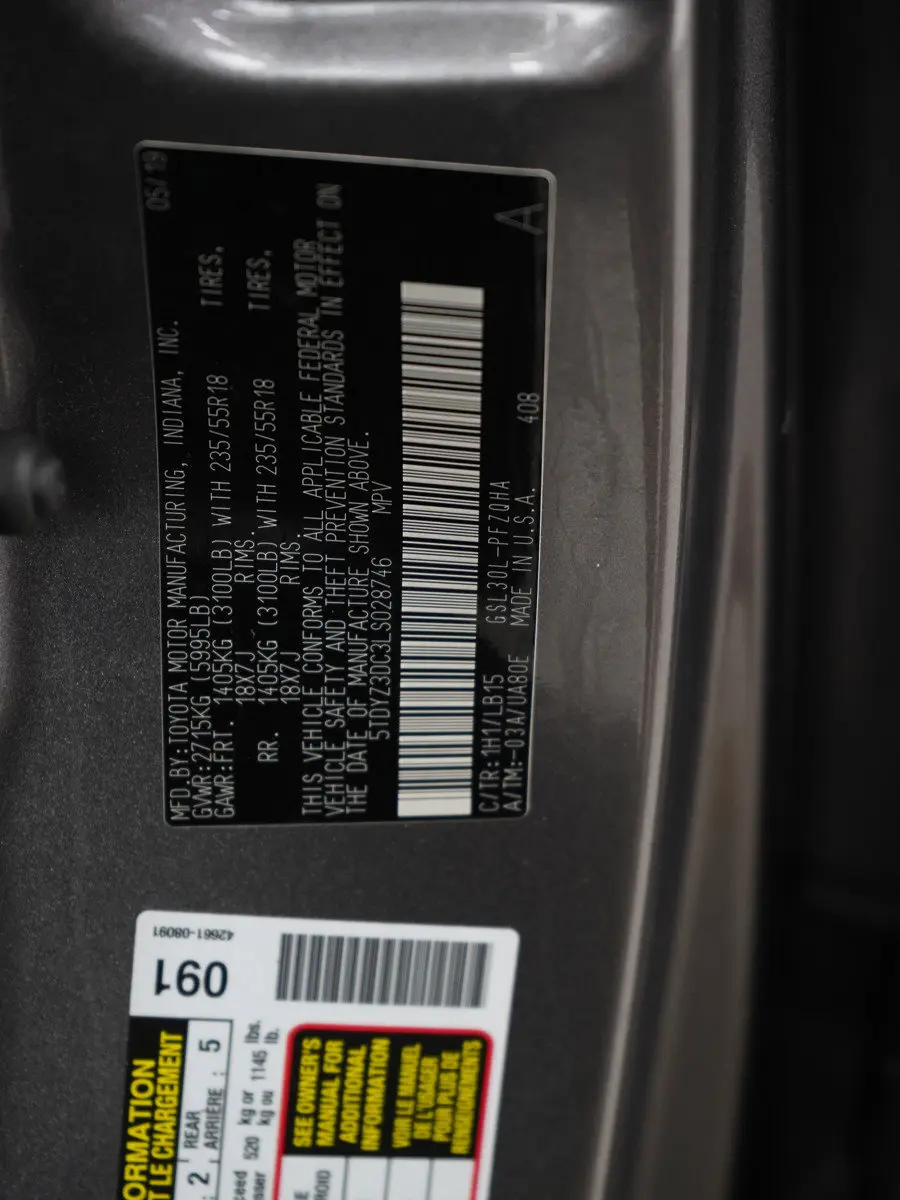 MFD.BY:TOYOTA MOTOR MANUFACTURING, INDIANA, INC. 05/19
GVWR:2715KG (5995LB)
GAWR:FRT. 1405KG (3100LB) WITH 235/55R18 TIRES.
18X7J RIMS.
RR. 1405KG (3100LB) WITH 235/55R18 TIRES.
18X7J RIMS.
THIS VEHICLE CONFORMS TO ALL APPLICABLE FEDERAL MOTOR
VEHICLE SAFETY AND THEFT PREVENTION STANDARDS IN EFFECT ON
THE DATE OF MANUFACTURE SHOWN ABOVE.
5TDYZ3DC3LS028746 MPV
C/TR:1H1/LB15 GSL30L-PFZQHA
A/TM:-03A/UA80E MADE IN U.S.A. 408 A
42661-08091
091
ORMATION
T LE CHARGEMENT
2 REAR
ARRIÈRE : 5
kg or 1145 lbs.
520 kg ou lb.
SEE OWNER'S
MANUAL FOR
ADDITIONAL
INFORMATION
VOIR LE MANUEL
DE L'USAGER
POUR PLUS DE
RENSEIGNEMENTS